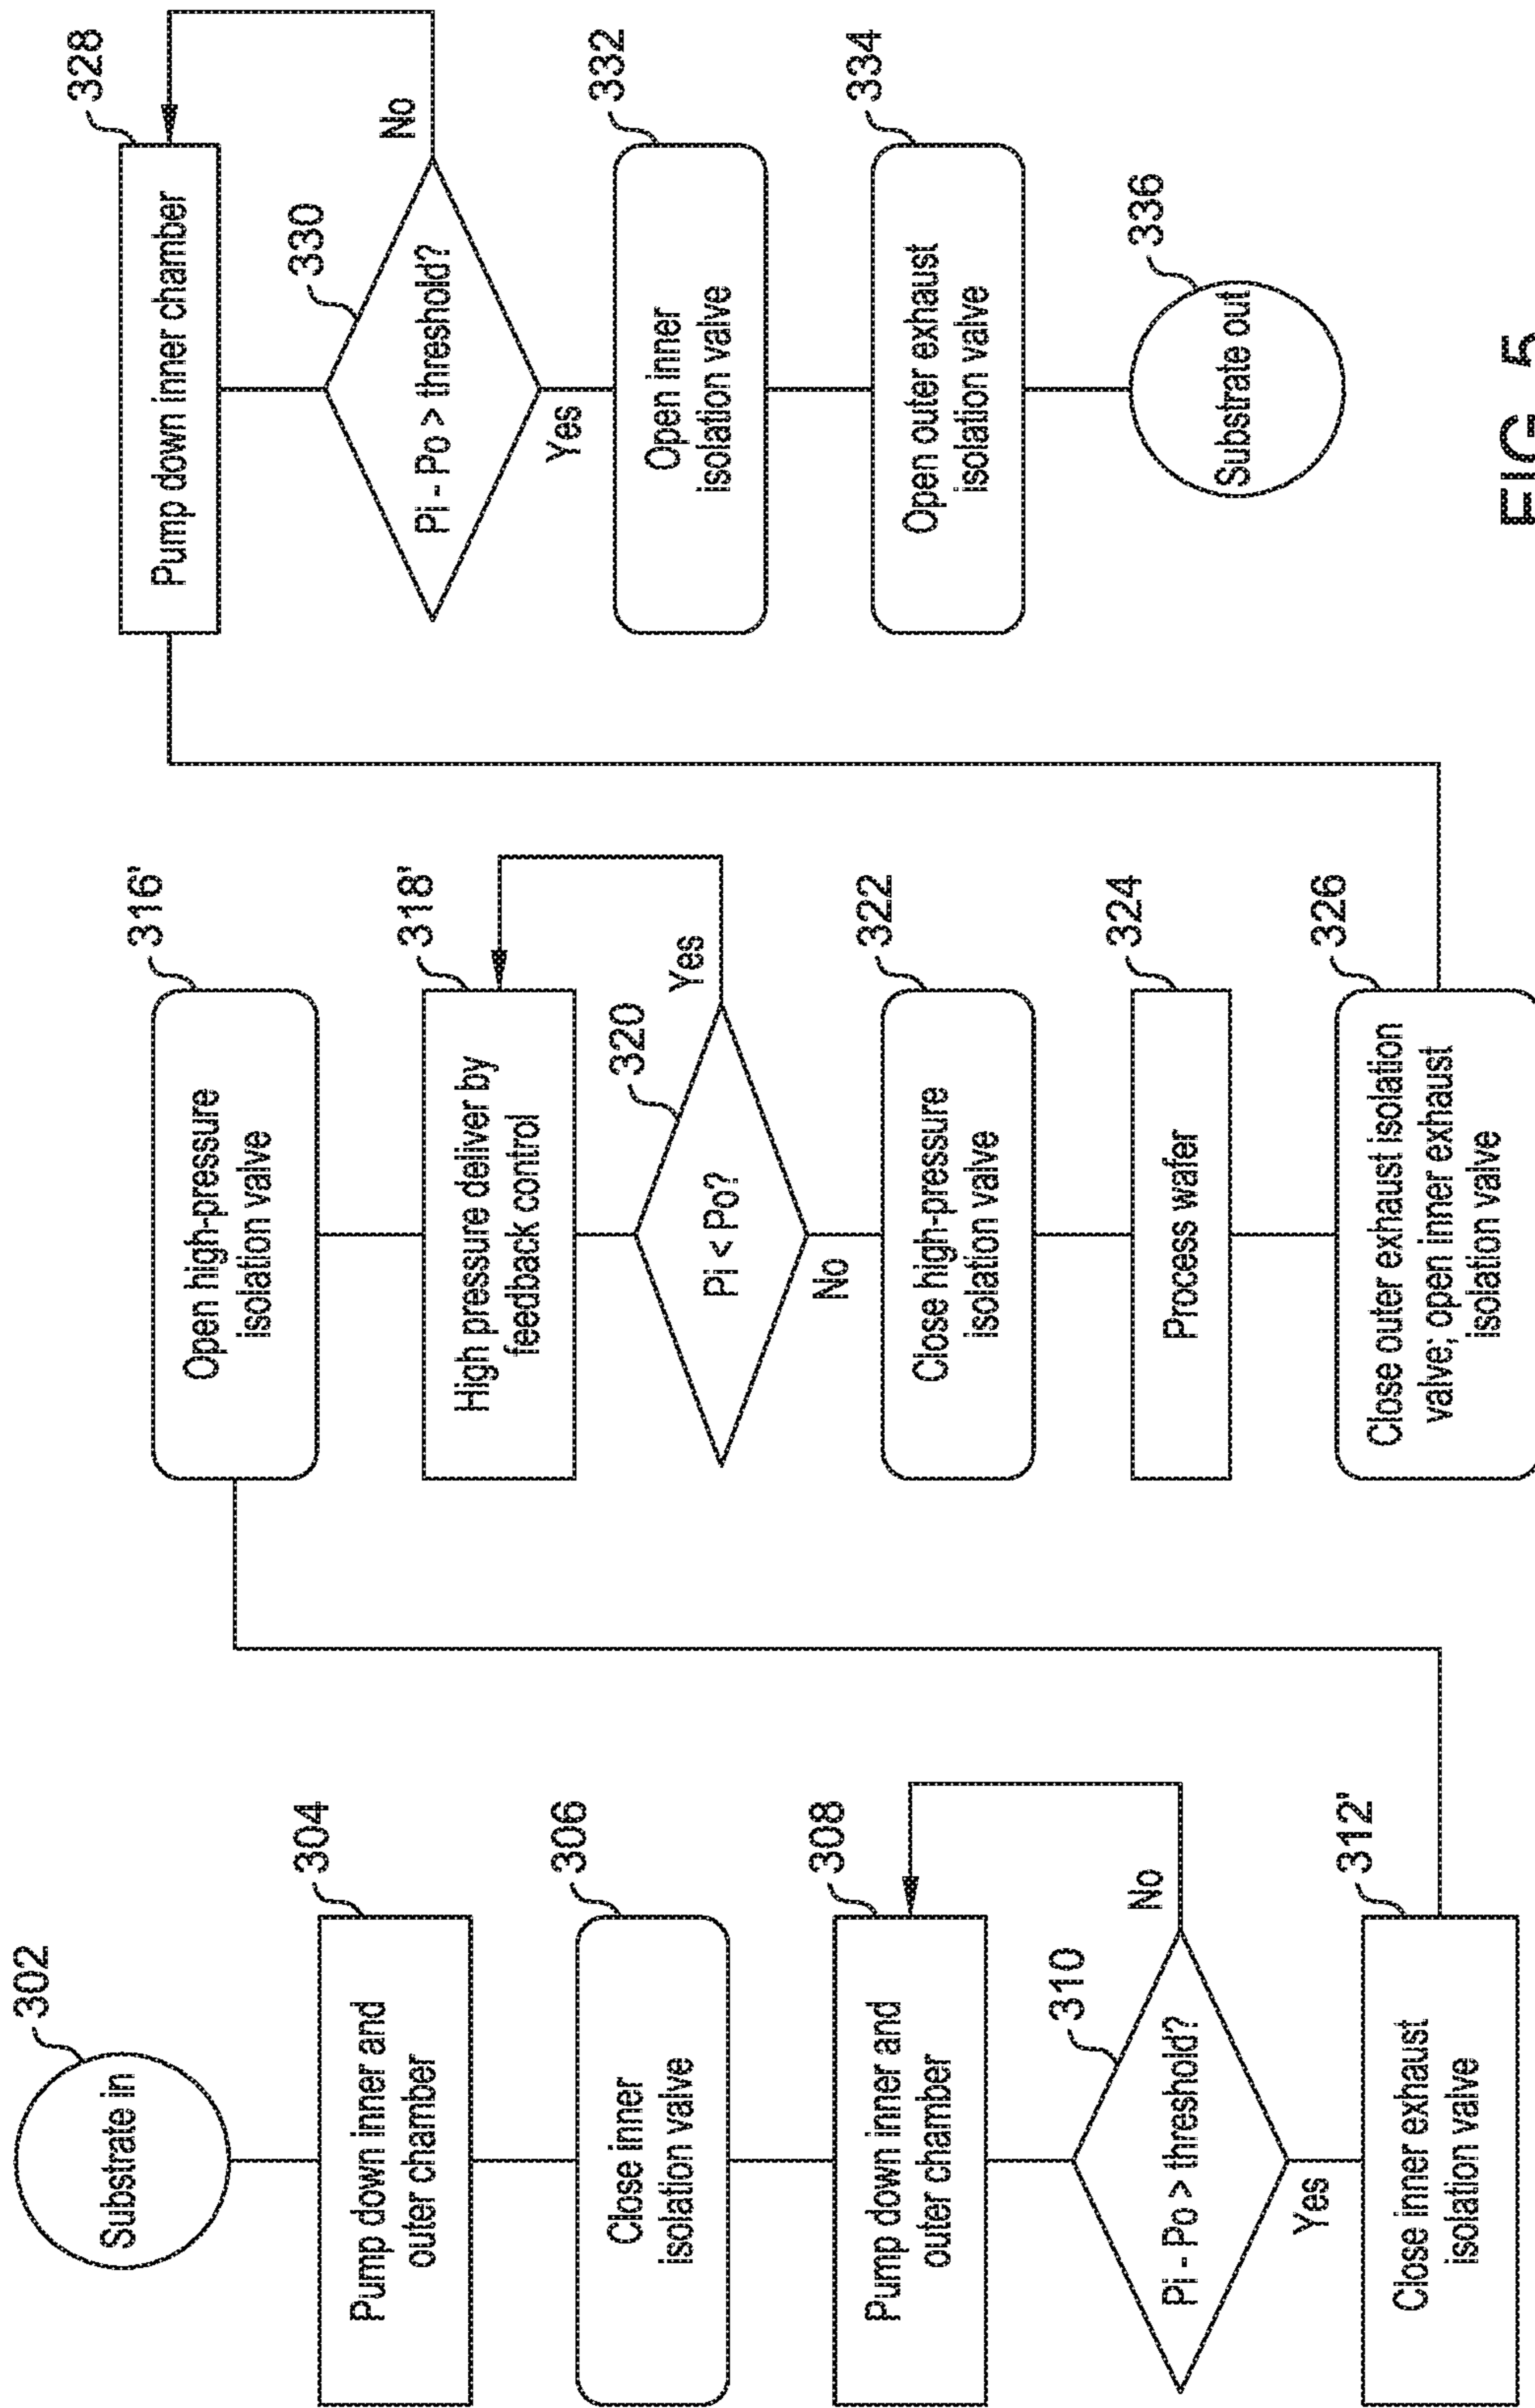 302
Substrate in
304
Pump down inner and
outer chamber
306
Close inner
isolation valve
308
Pump down inner and
outer chamber
310
Pi - Po > threshold?
No
Yes
312'
Close inner exhaust
isolation valve
316'
Open high-pressure
isolation valve
318'
High pressure deliver by
feedback control
320
Pi < Po?
Yes
No
322
Close high-pressure
isolation valve
324
Process wafer
326
Close outer exhaust isolation
valve; open inner exhaust
isolation valve
328
Pump down inner chamber
330
Pi - Po > threshold?
No
Yes
332
Open inner
isolation valve
334
Open outer exhaust
isolation valve
336
Substrate out
FIG. 5